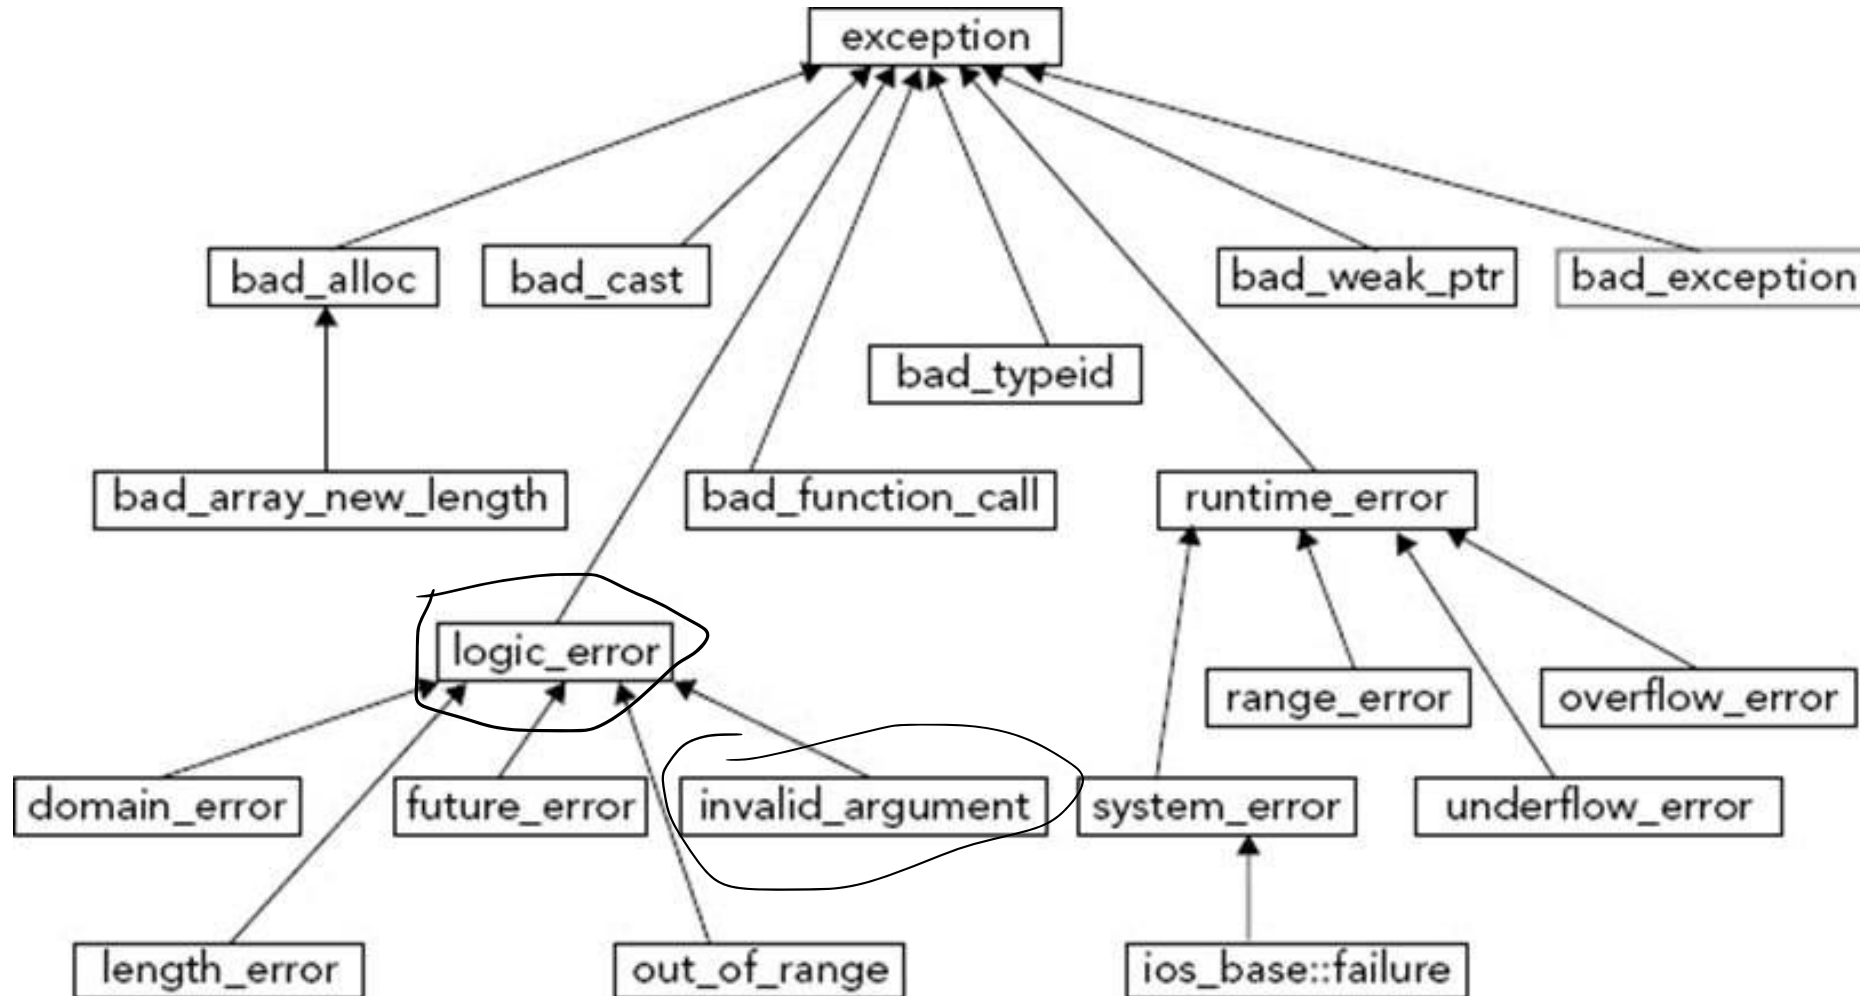 exception
bad_alloc
bad_cast
bad_weak_ptr
bad_exception
bad_typeid
bad_array_new_length
bad_function_call
runtime_error
logic_error
range_error
overflow_error
domain_error
future_error
invalid_argument
system_error
underflow_error
length_error
out_of_range
ios_base::failure